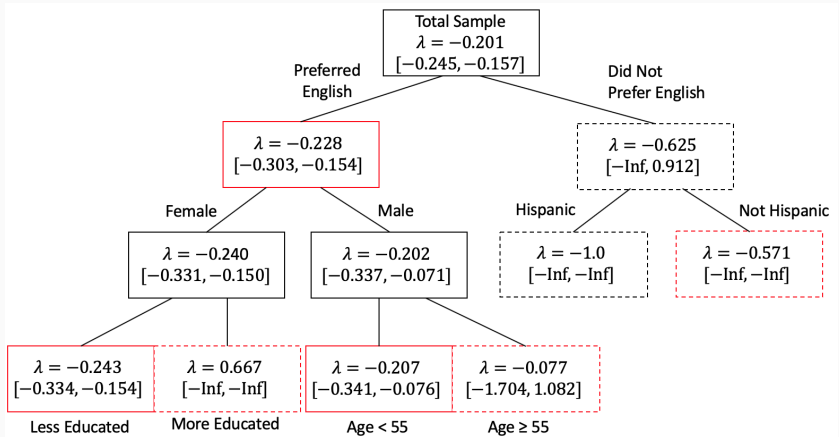 Total Sample
λ = −0.201
[−0.245, −0.157]
Preferred
English
Did Not
Prefer English
λ = −0.228
[−0.303, −0.154]
λ = −0.625
[−Inf, 0.912]
Female
Male
Hispanic
Not Hispanic
λ = −0.240
[−0.331, −0.150]
λ = −0.202
[−0.337, −0.071]
λ = −1.0
[−Inf, −Inf]
λ = −0.571
[−Inf, −Inf]
λ = −0.243
[−0.334, −0.154]
λ = 0.667
[−Inf, −Inf]
λ = −0.207
[−0.341, −0.076]
λ = −0.077
[−1.704, 1.082]
Less Educated
More Educated
Age < 55
Age ≥ 55